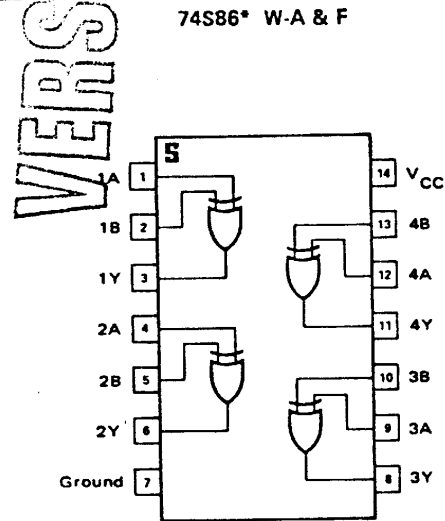 74S86* W-A & F
VERS
S
1A 1
1B 2
1Y 3
2A 4
2B 5
2Y 6
Ground 7
14 VCC
13 4B
12 4A
11 4Y
10 3B
9 3A
8 3Y